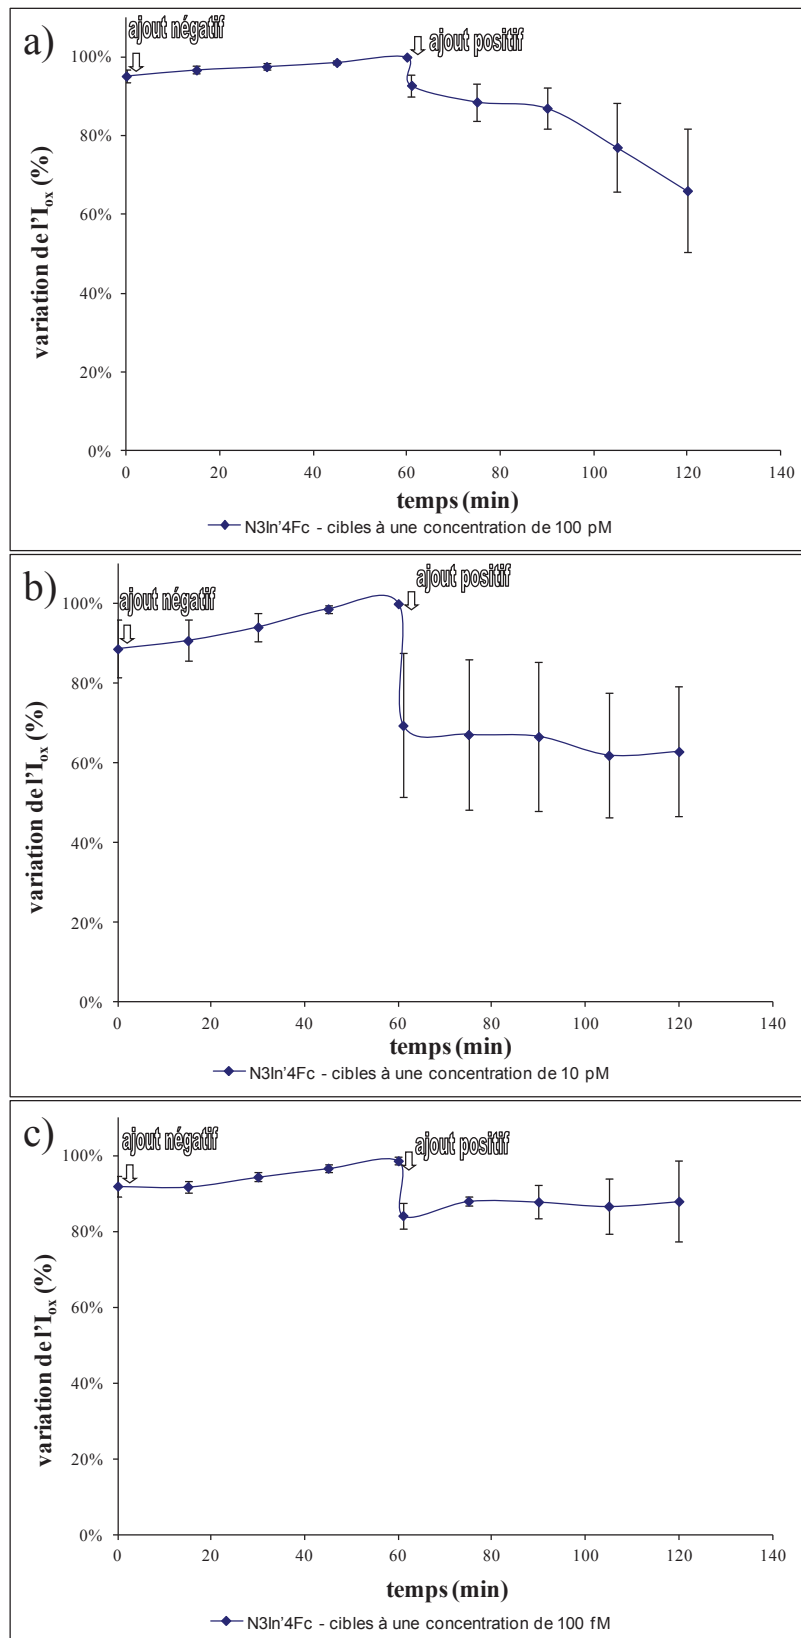 a)
ajout négatif
ajout positif
100%
80%
60%
40%
20%
0%
variation de l'I_ox (%)
0 20 40 60 80 100 120 140
temps (min)
N3In'4Fc - cibles à une concentration de 100 pM
b)
ajout négatif
ajout positif
100%
80%
60%
40%
20%
0%
variation de l'I_ox (%)
0 20 40 60 80 100 120 140
temps (min)
N3In'4Fc - cibles à une concentration de 10 pM
c)
ajout négatif
ajout positif
100%
80%
60%
40%
20%
0%
variation de l'I_ox (%)
0 20 40 60 80 100 120 140
temps (min)
N3In'4Fc - cibles à une concentration de 100 fM